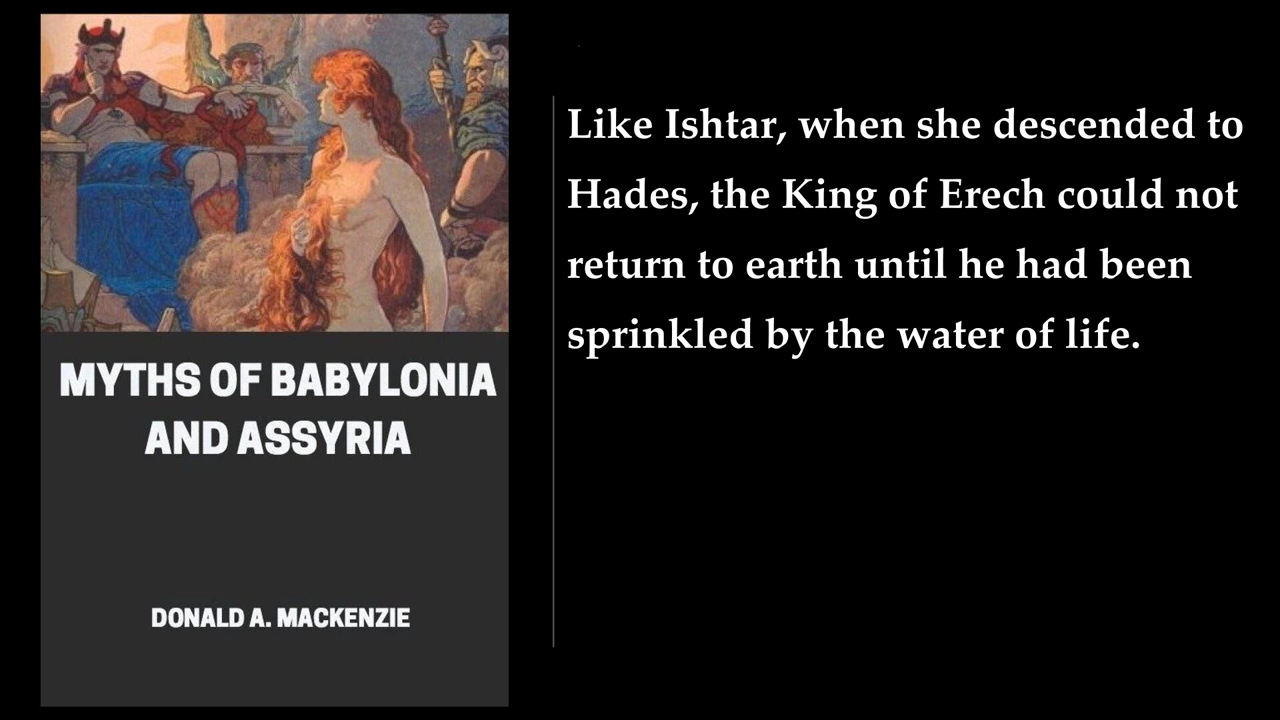 MYTHS OF BABYLONIA
AND ASSYRIA
DONALD A. MACKENZIE
Like Ishtar, when she descended to
Hades, the King of Erech could not
return to earth until he had been
sprinkled by the water of life.